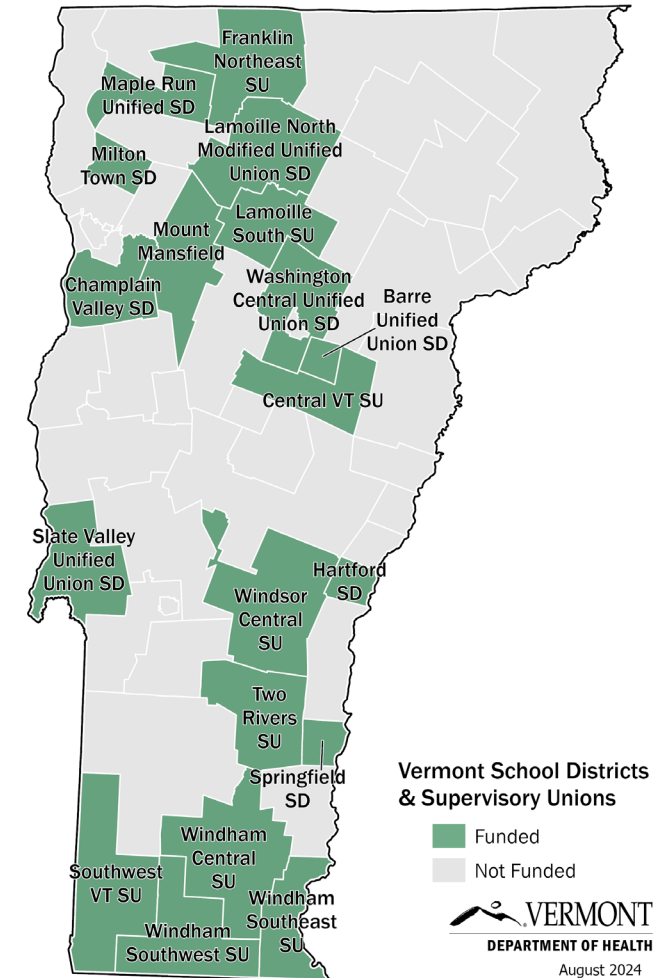 Franklin
Northeast
SU
Maple Run
Unified SD
Lamoille North
Modified Unified
Union SD
Milton
Town SD
Lamoille
South SU
Mount
Mansfield
Champlain
Valley SD
Washington
Central Unified
Union SD
Barre
Unified
Union SD
Central VT SU
Slate Valley
Unified
Union SD
Hartford
SD
Windsor
Central
SU
Two
Rivers
SU
Springfield
SD
Windham
Central
SU
Southwest
VT SU
Windham
Southeast
SU
Windham
Southwest SU
Vermont School Districts
& Supervisory Unions
Funded
Not Funded
VERMONT
DEPARTMENT OF HEALTH
August 2024